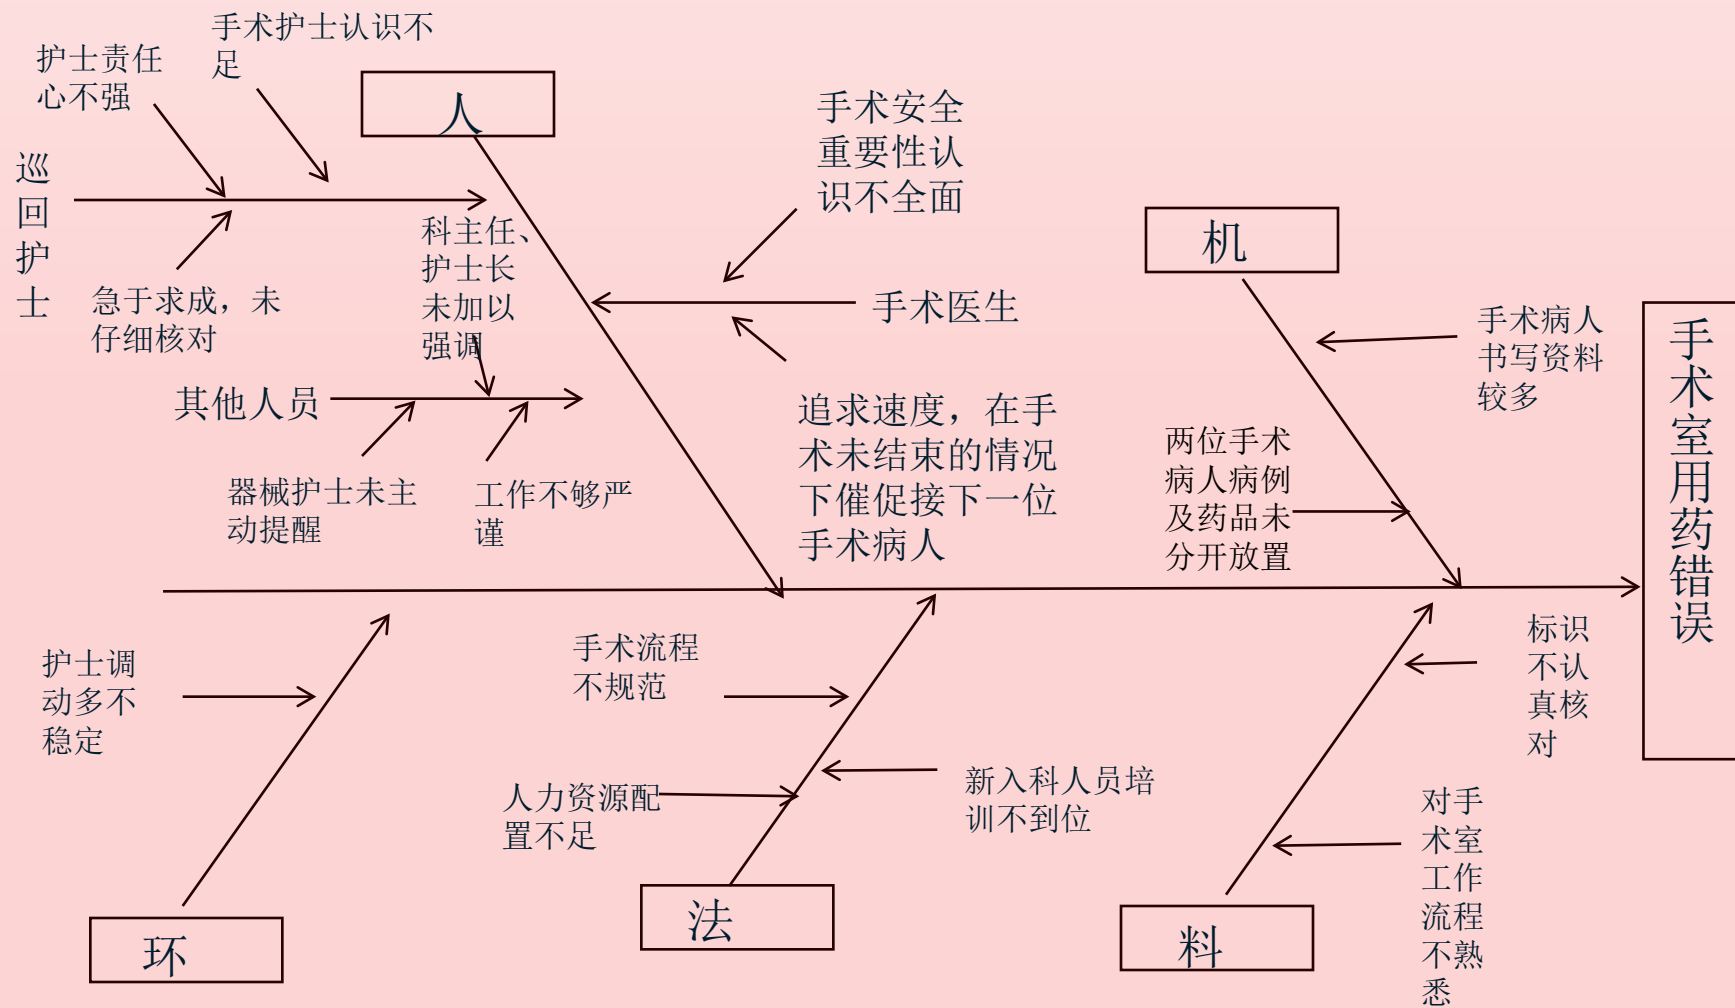 手术护士认识不
足
护士责任
心不强
人
巡
回
护
士
急于求成，未
仔细核对
科主任、
护士长
未加以
强调
其他人员
器械护士未主
动提醒
工作不够严
谨
手术安全
重要性认
识不全面
手术医生
追求速度，在手
术未结束的情况
下催促接下一位
手术病人
机
手术病人
书写资料
较多
两位手术
病人病例
及药品未
分开放置
手
术
室
用
药
错
误
护士调
动多不
稳定
环
手术流程
不规范
人力资源配
置不足
新入科人员培
训不到位
法
标识
不认
真核
对
对手
术室
工作
流程
不熟
悉
料